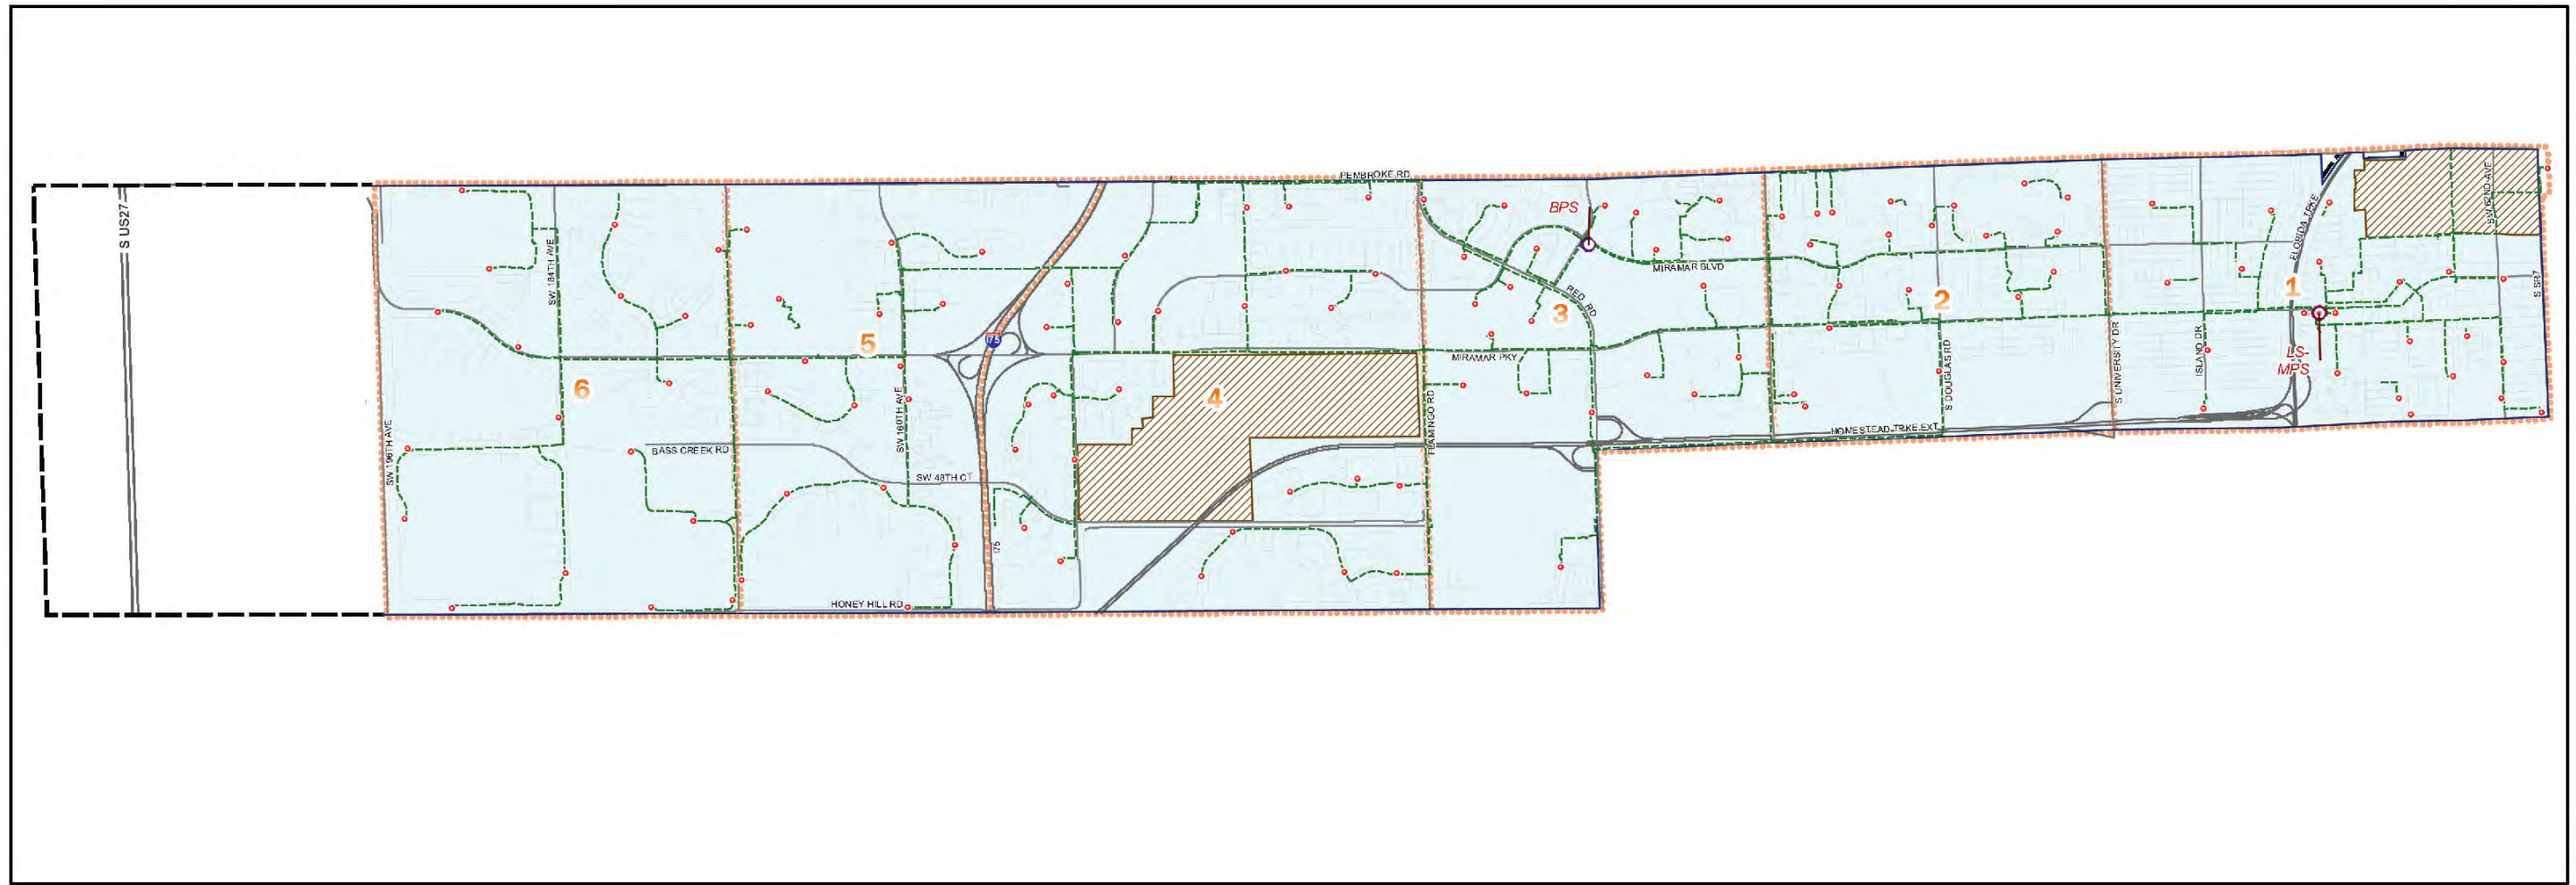 PEMBROKE RD
SW 62ND AVE
BPS
S US27
FLORIDA TPKE
SW 184TH AVE
MIRAMAR BLVD
S SR7
1
2
RED RD
3
I75
5
S UNIVERSITY DR
ISLAND DR
MIRAMAR PKY
LS-
MPS
S DOUGLAS RD
6
4
SW 160TH AVE
FLAMINGO RD
HOMESTEAD TPKE EXT
SW 196TH AVE
BASS CREEK RD
SW 48TH CT
I75
HONEY HILL RD